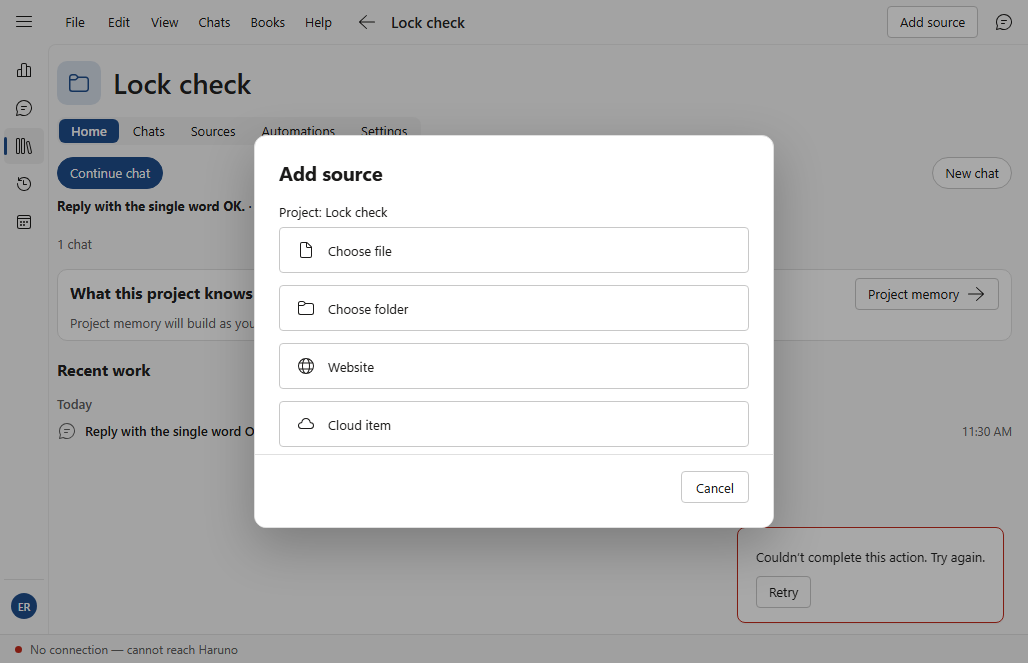 File Edit View Chats Books Help Lock check Add source
Lock check
Home Chats Sources Automations Settings
Continue chat New chat
Reply with the single word OK. ·
1 chat
What this project knows
Project memory will build as you
Project memory
Recent work
Today
Reply with the single word O
11:30 AM
Add source
Project: Lock check
Choose file
Choose folder
Website
Cloud item
Cancel
Couldn't complete this action. Try again.
Retry
ER
No connection — cannot reach Haruno